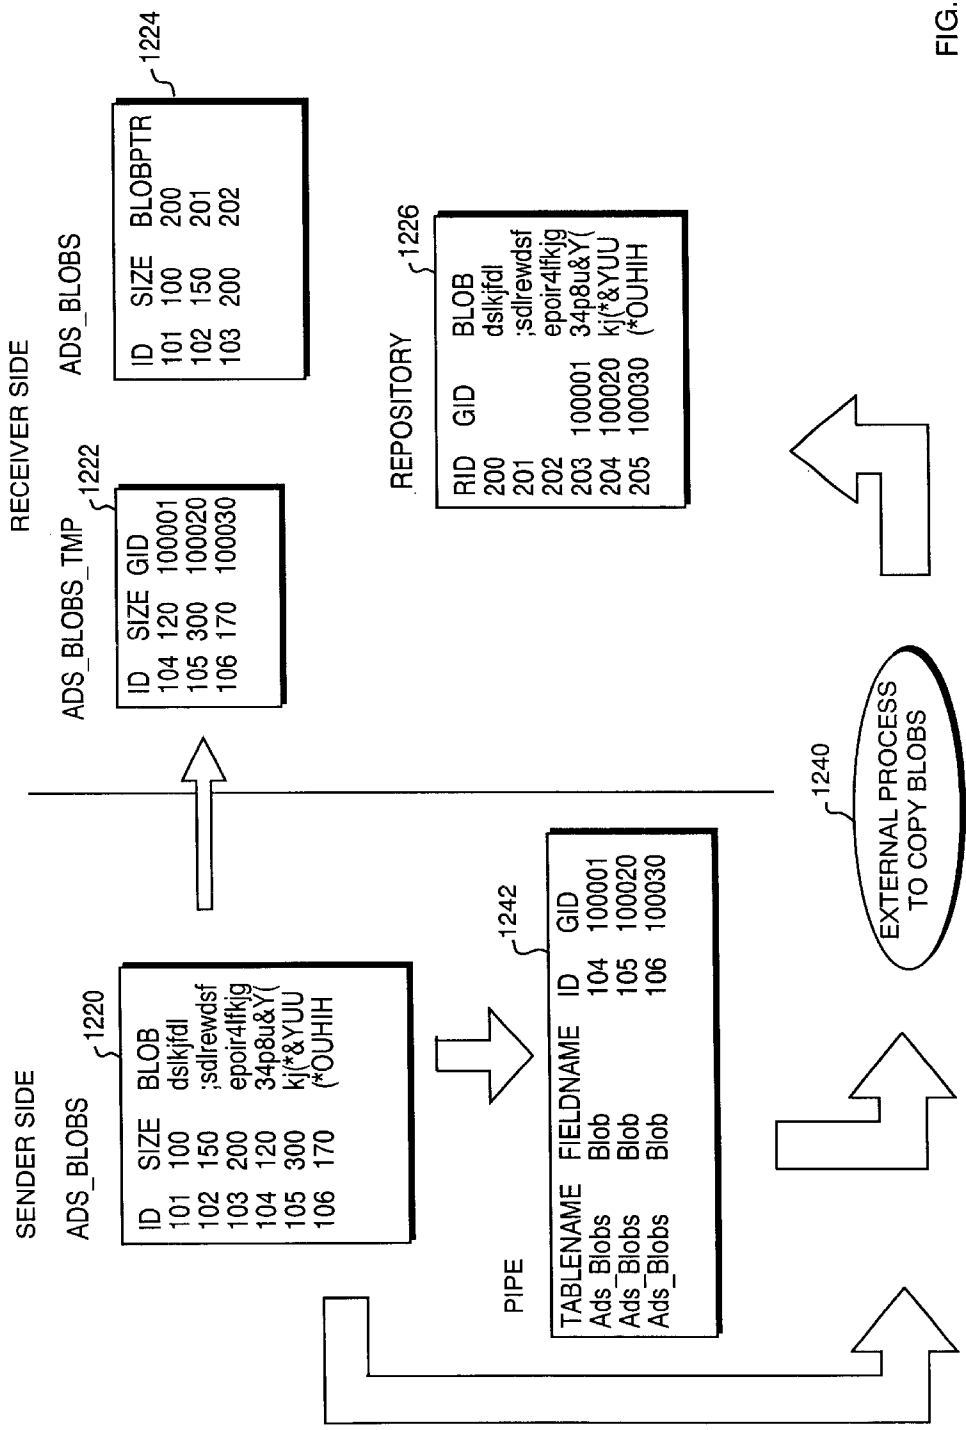 SENDER SIDE
ADS_BLOBS
1220
ID SIZE BLOB
101 100 dslkjfdl
102 150 ;sdlrewdsf
103 200 epoir4lfkjg
104 120 34p8u&Y(
105 300 kj(*&YUU
106 170 (*OUHIH
PIPE
1242
TABLENAME FIELDNAME ID GID
Ads_Blobs Blob 104 100001
Ads_Blobs Blob 105 100020
Ads_Blobs Blob 106 100030
1240
EXTERNAL PROCESS
TO COPY BLOBS
RECEIVER SIDE
ADS_BLOBS_TMP
1222
ID SIZE GID
104 120 100001
105 300 100020
106 170 100030
ADS_BLOBS
1224
ID SIZE BLOBPTR
101 100 200
102 150 201
103 200 202
REPOSITORY
1226
RID GID BLOB
200 dslkjfdl
201 ;sdlrewdsf
202 epoir4lfkjg
203 100001 34p8u&Y(
204 100020 kj(*&YUU
205 100030 (*OUHIH
FIG.